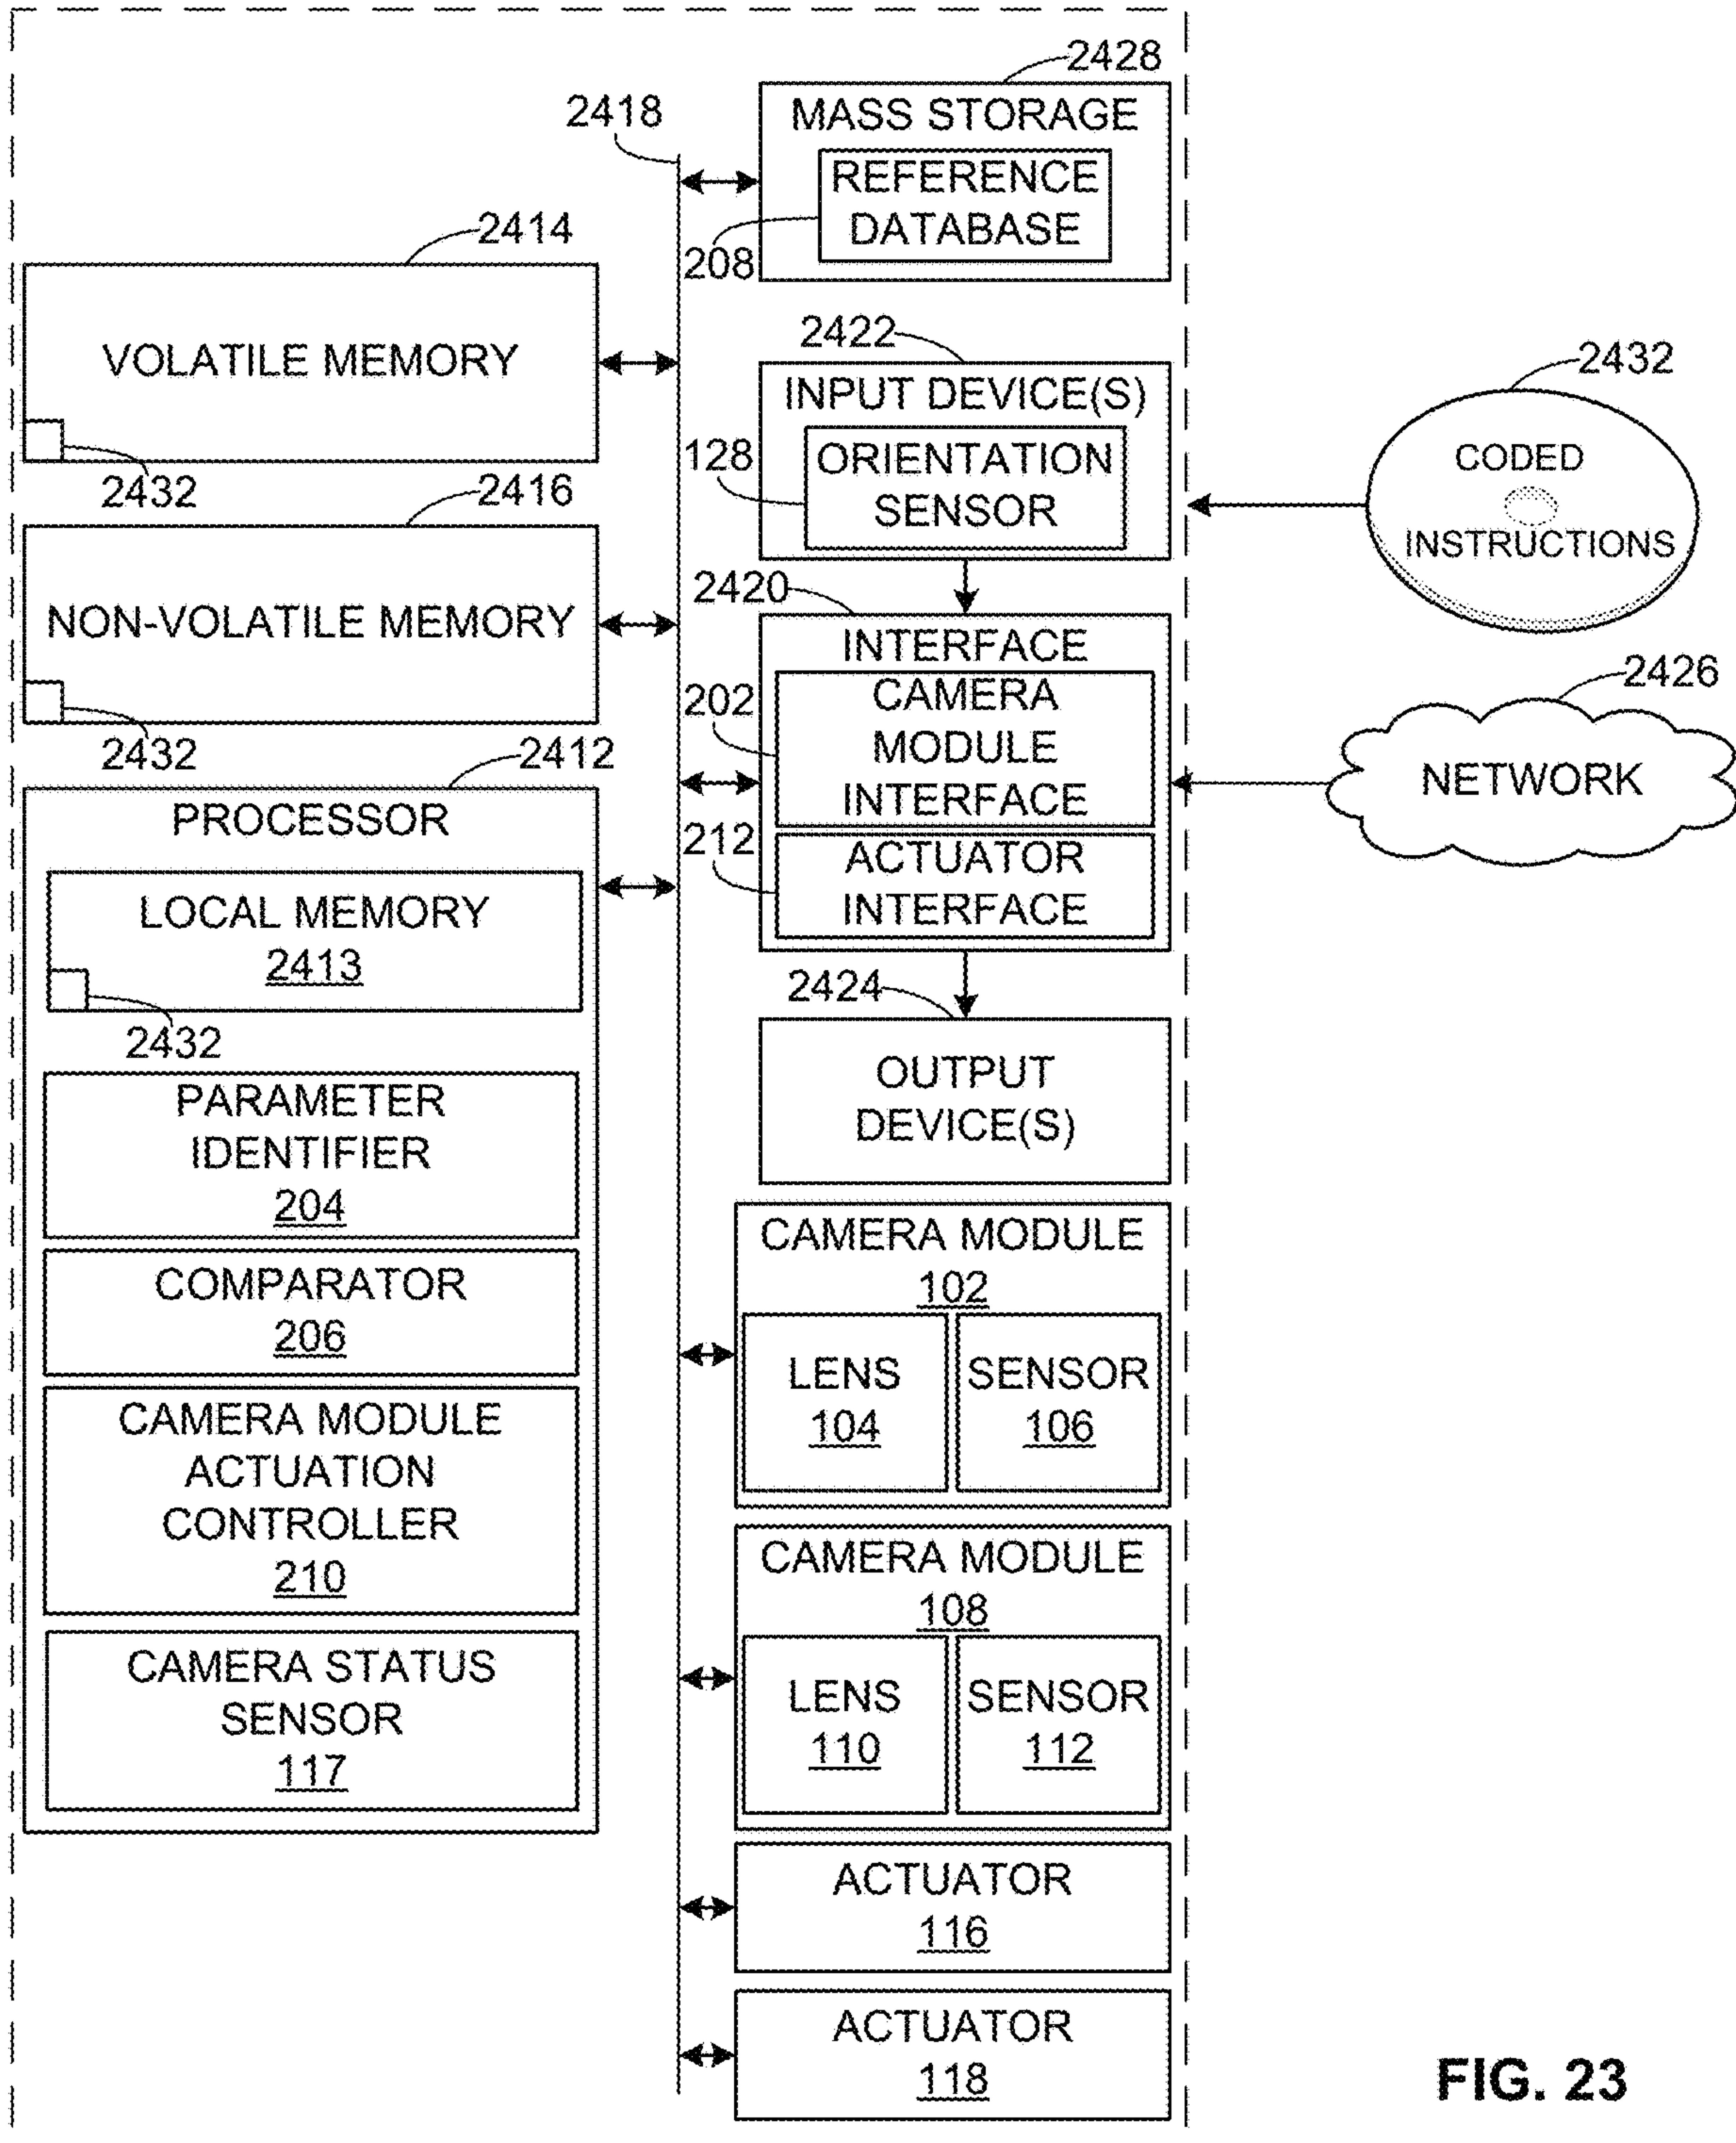 2428
2418
MASS STORAGE
REFERENCE
DATABASE
208
2414
VOLATILE MEMORY
2432
2422
INPUT DEVICE(S)
128
ORIENTATION
SENSOR
2432
CODED
INSTRUCTIONS
2416
NON-VOLATILE MEMORY
2432
2420
INTERFACE
202
CAMERA
MODULE
INTERFACE
212
ACTUATOR
INTERFACE
2426
NETWORK
2412
PROCESSOR
LOCAL MEMORY
2413
2432
PARAMETER
IDENTIFIER
204
COMPARATOR
206
CAMERA MODULE
ACTUATION
CONTROLLER
210
CAMERA STATUS
SENSOR
117
2424
OUTPUT
DEVICE(S)
CAMERA MODULE
102
LENS
104
SENSOR
106
CAMERA MODULE
108
LENS
110
SENSOR
112
ACTUATOR
116
ACTUATOR
118
FIG. 23